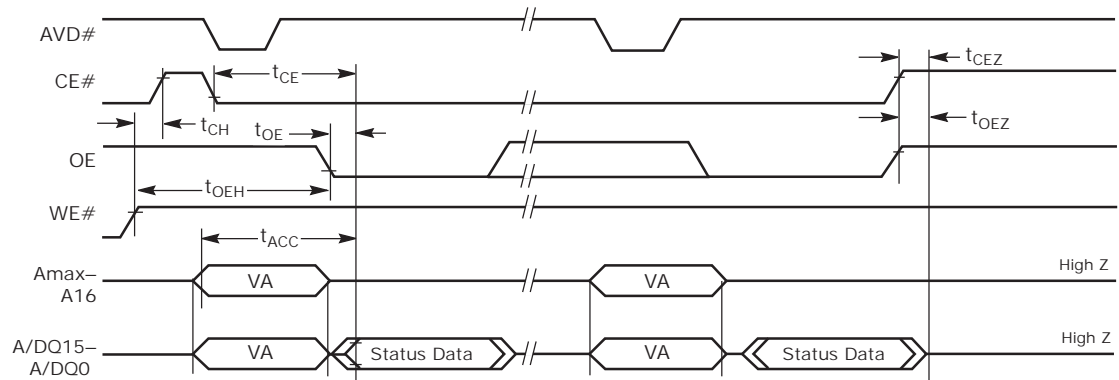 AVD#
CE#
tCE
tCEZ
tCH
tOE
tOEZ
OE
tOEH
WE#
tACC
Amax–
A16
VA
VA
High Z
A/DQ15–
A/DQ0
VA
Status Data
VA
Status Data
High Z